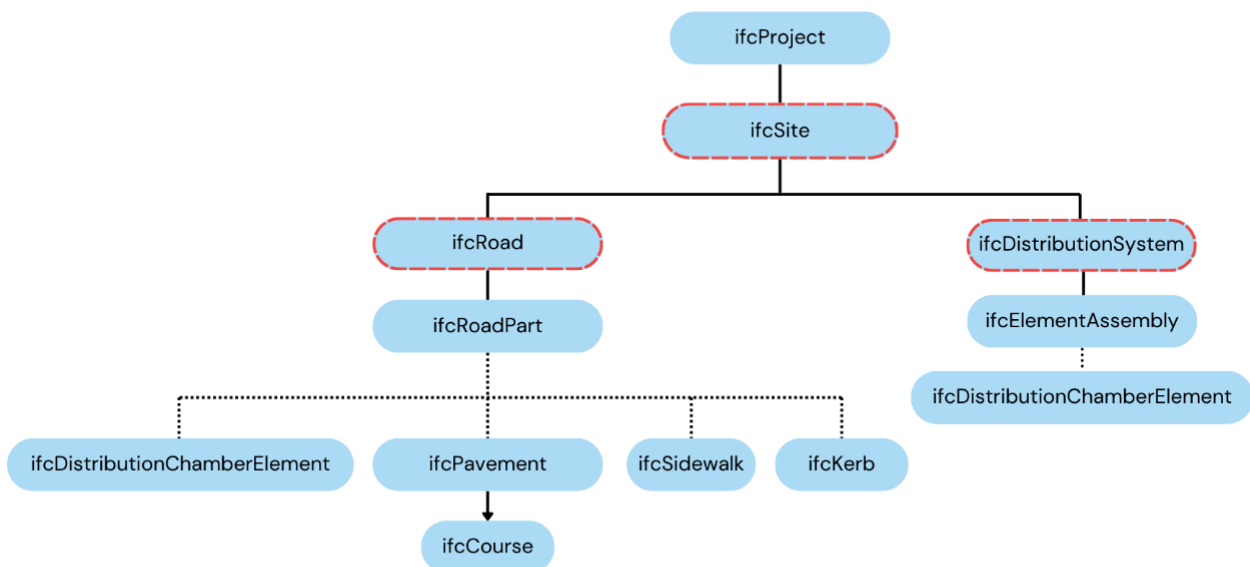 ifcProject
ifcSite
ifcRoad
ifcDistributionSystem
ifcRoadPart
ifcElementAssembly
ifcDistributionChamberElement
ifcDistributionChamberElement
ifcPavement
ifcSidewalk
ifcKerb
ifcCourse